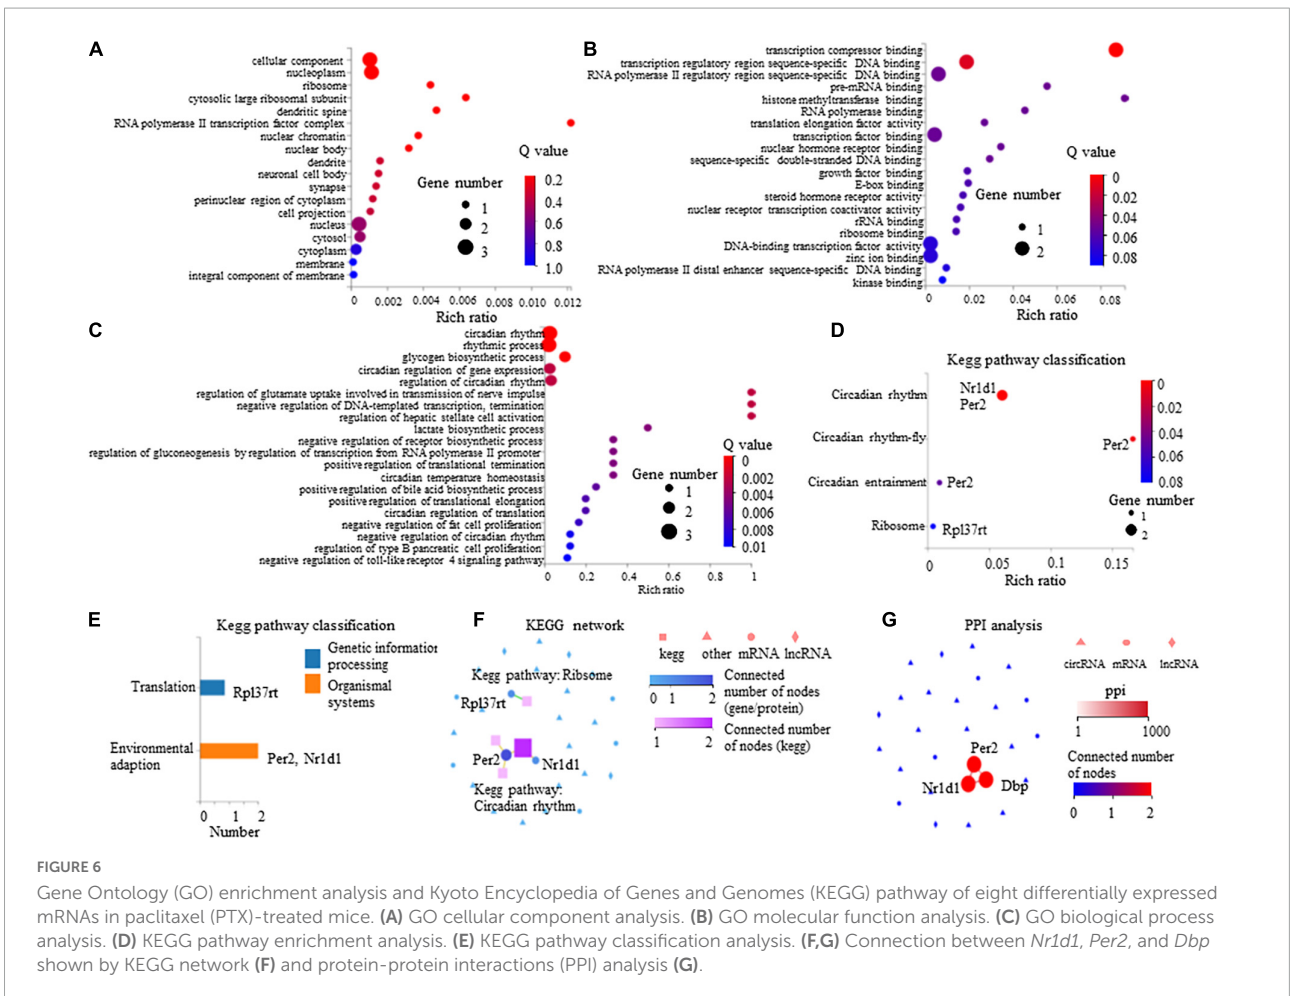 A
cellular component
nucleoplasm
ribosome
cytosolic large ribosomal subunit
dendritic spine
RNA polymerase II transcription factor complex
nuclear chromatin
nuclear body
dendrite
neuronal cell body
synapse
perinuclear region of cytoplasm
cell projection
nucleus
cytosol
cytoplasm
membrane
integral component of membrane
0 0.002 0.004 0.006 0.008 0.010 0.012
Rich ratio
Gene number
1
2
3
Q value
0.2
0.4
0.6
0.8
1.0
B
transcription compressor binding
transcription regulatory region sequence-specific DNA binding
RNA polymerase II regulatory region sequence-specific DNA binding
pre-mRNA binding
histone methyltransferase binding
RNA polymerase binding
translation elongation factor activity
transcription factor binding
nuclear hormone receptor binding
sequence-specific double-stranded DNA binding
growth factor binding
E-box binding
steroid hormone receptor activity
nuclear receptor transcription coactivator activity
rRNA binding
ribosome binding
DNA-binding transcription factor activity
zinc ion binding
RNA polymerase II distal enhancer sequence-specific DNA binding
kinase binding
0 0.02 0.04 0.06 0.08
Rich ratio
Gene number
1
2
Q value
0
0.02
0.04
0.06
0.08
C
circadian rhythm
rhythmic process
glycogen biosynthetic process
circadian regulation of gene expression
regulation of circadian rhythm
regulation of glutamate uptake involved in transmission of nerve impulse
negative regulation of DNA-templated transcription, termination
regulation of hepatic stellate cell activation
lactate biosynthetic process
negative regulation of receptor biosynthetic process
regulation of gluconeogenesis by regulation of transcription from RNA polymerase II promoter
positive regulation of translational termination
circadian temperature homeostasis
positive regulation of bile acid biosynthetic process
positive regulation of translational elongation
circadian regulation of translation
negative regulation of fat cell proliferation
negative regulation of circadian rhythm
regulation of type B pancreatic cell proliferation
negative regulation of toll-like receptor 4 signaling pathway
0 0.2 0.4 0.6 0.8 1
Rich ratio
Gene number
1
2
3
Q value
0
0.002
0.004
0.006
0.008
0.01
D
Kegg pathway classification
Circadian rhythm
Nr1d1
Per2
Circadian rhythm-fly
Per2
Circadian entrainment
Per2
Ribosome
Rpl37rt
0 0.05 0.1 0.15
Rich ratio
0
0.02
0.04
0.06
0.08
Gene number
1
2
E
Kegg pathway classification
Translation
Rpl37rt
Environmental
adaption
Per2, Nr1d1
0 1 2
Number
Genetic information
processing
Organismal
systems
F
KEGG network
Kegg pathway: Ribsome
Rpl37rt
Per2
Nr1d1
Kegg pathway:
Circadian rhythm
kegg other mRNA lncRNA
0 1 2
Connected
number of nodes
(gene/protein)
1 2
Connected number
of nodes (kegg)
G
PPI analysis
Per2
Nr1d1
Dbp
circRNA mRNA lncRNA
ppi
1 1000
Connected number
of nodes
0 1 2
FIGURE 6
Gene Ontology (GO) enrichment analysis and Kyoto Encyclopedia of Genes and Genomes (KEGG) pathway of eight differentially expressed
mRNAs in paclitaxel (PTX)-treated mice. (A) GO cellular component analysis. (B) GO molecular function analysis. (C) GO biological process
analysis. (D) KEGG pathway enrichment analysis. (E) KEGG pathway classification analysis. (F,G) Connection between Nr1d1, Per2, and Dbp
shown by KEGG network (F) and protein-protein interactions (PPI) analysis (G).